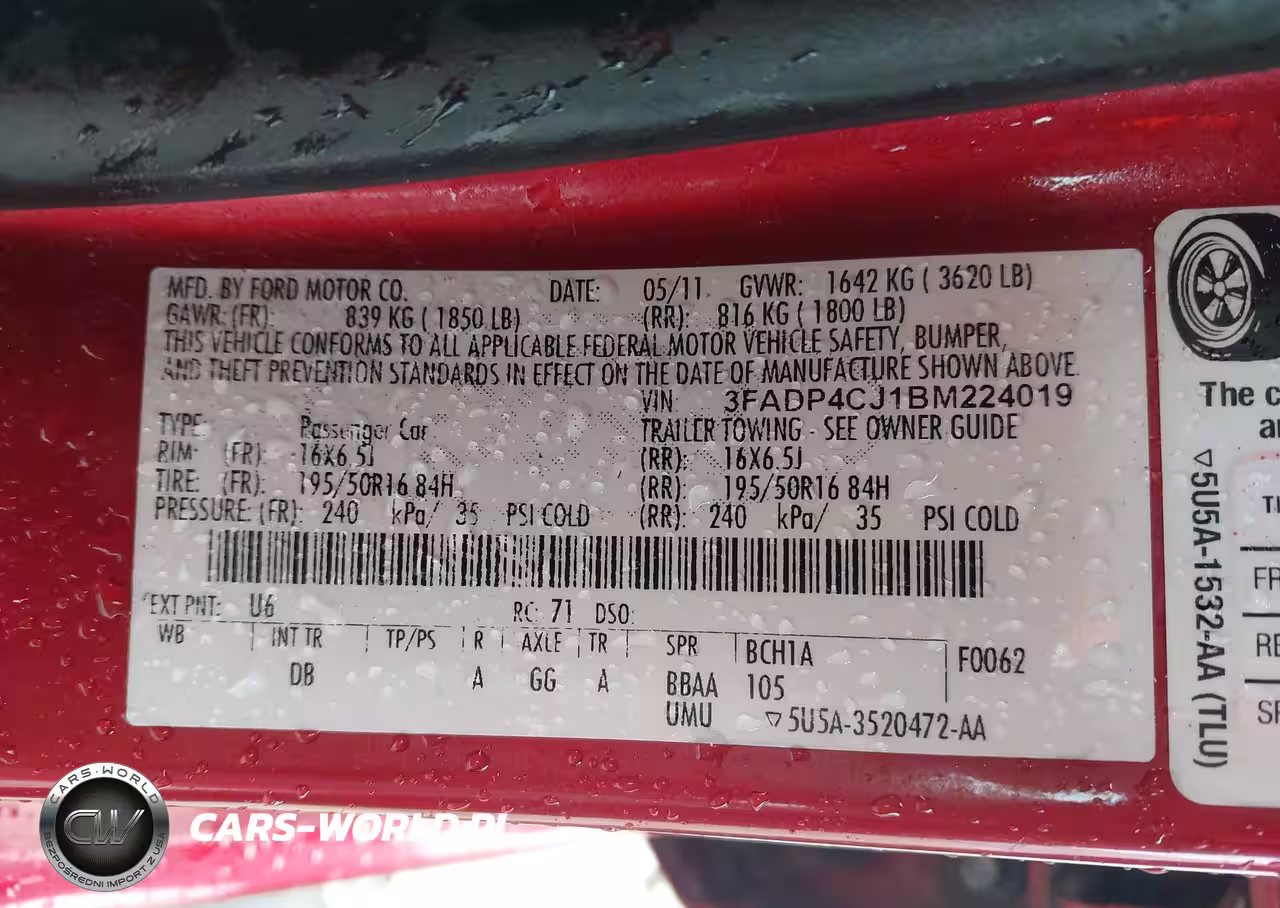 MFD. BY FORD MOTOR CO. DATE: 05/11 GVWR: 1642 KG ( 3620 LB)
GAWR: (FR): 839 KG ( 1850 LB) (RR): 816 KG ( 1800 LB)
THIS VEHICLE CONFORMS TO ALL APPLICABLE FEDERAL MOTOR VEHICLE SAFETY, BUMPER,
AND THEFT PREVENTION STANDARDS IN EFFECT ON THE DATE OF MANUFACTURE SHOWN ABOVE.
VIN 3FADP4CJ1BM224019
TYPE: Passenger Car TRAILER TOWING - SEE OWNER GUIDE
RIM: (FR): 16X6.5J (RR): 16X6.5J
TIRE: (FR): 195/50R16 84H (RR): 195/50R16 84H
PRESSURE: (FR): 240 kPa/ 35 PSI COLD (RR): 240 kPa/ 35 PSI COLD
EXT PNT: U6 RC: 71 DSO:
WB INT TR TP/PS R AXLE TR SPR BCH1A F0062
DB A GG A BBAA 105
UMU ▽5U5A-3520472-AA
The c
a
▽5U5A-1532-AA (TLU)
T
FR
RE
SP
CARS-WORLD
CW
BEZPOŚREDNI IMPORT Z USA
CARS-WORLD.PL